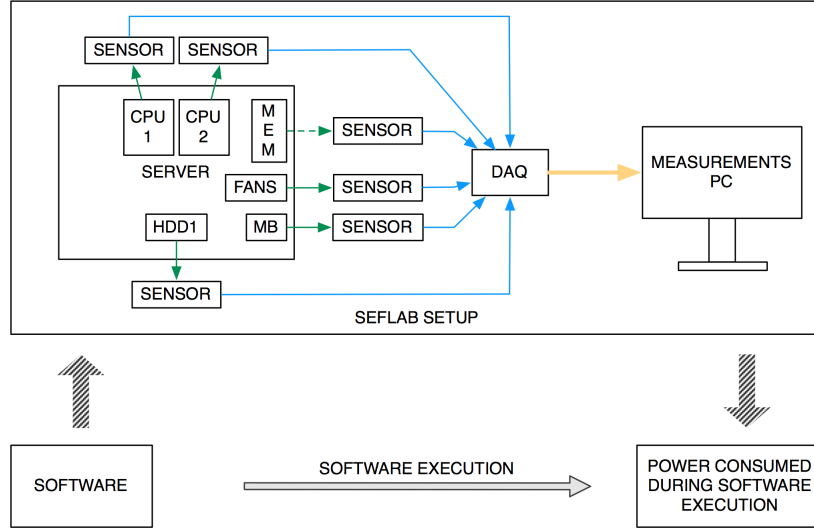 SENSOR
SENSOR
CPU
1
CPU
2
M
E
M
SENSOR
SERVER
DAQ
MEASUREMENTS
PC
FANS
SENSOR
HDD1
MB
SENSOR
SENSOR
SEFLAB SETUP
SOFTWARE
SOFTWARE EXECUTION
POWER CONSUMED
DURING SOFTWARE
EXECUTION